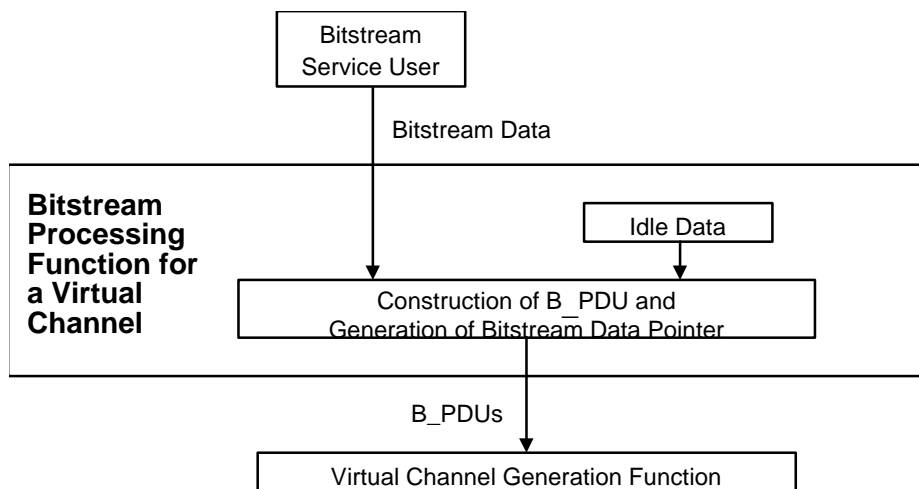 Bitstream
Service User
Bitstream Data
Bitstream
Processing
Function for
a Virtual
Channel
Idle Data
Construction of B_PDU and
Generation of Bitstream Data Pointer
B_PDUs
Virtual Channel Generation Function